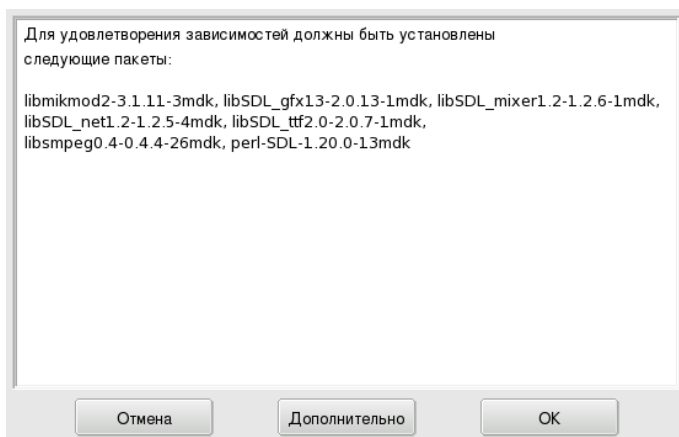 Для удовлетворения зависимостей должны быть установлены
следующие пакеты:
libmikmod2-3.1.11-3mdk, libSDL_gfx13-2.0.13-1mdk, libSDL_mixer1.2-1.2.6-1mdk,
libSDL_net1.2-1.2.5-4mdk, libSDL_ttf2.0-2.0.7-1mdk,
libsmpeg0.4-0.4.4-26mdk, perl-SDL-1.20.0-13mdk
Отмена
Дополнительно
OK